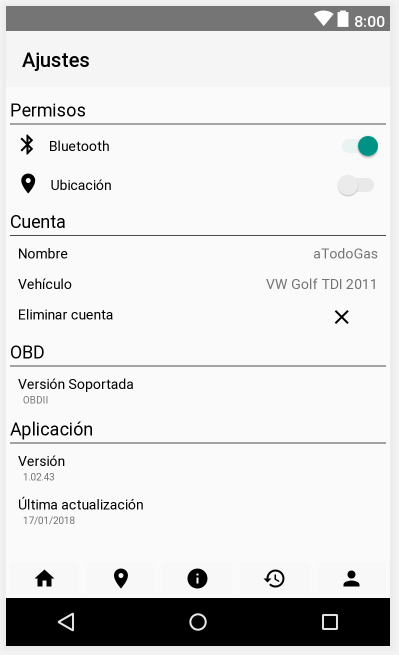 8:00
Ajustes
Permisos
Bluetooth
Ubicación
Cuenta
Nombre aTodoGas
Vehículo VW Golf TDI 2011
Eliminar cuenta
OBD
Versión Soportada
OBDII
Aplicación
Versión
1.02.43
Última actualización
17/01/2018